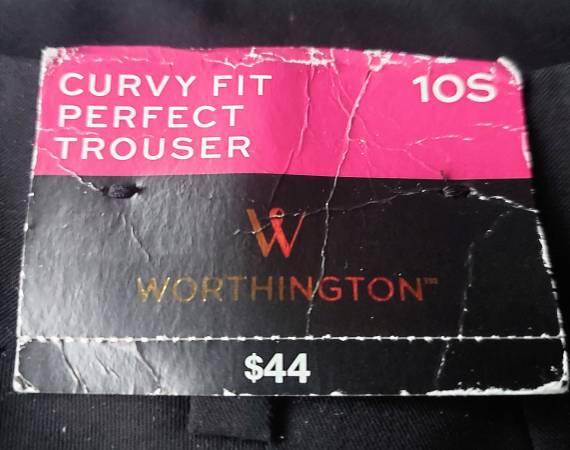 CURVY FIT 10S
PERFECT
TROUSER
W
WORTHINGTON™
$44